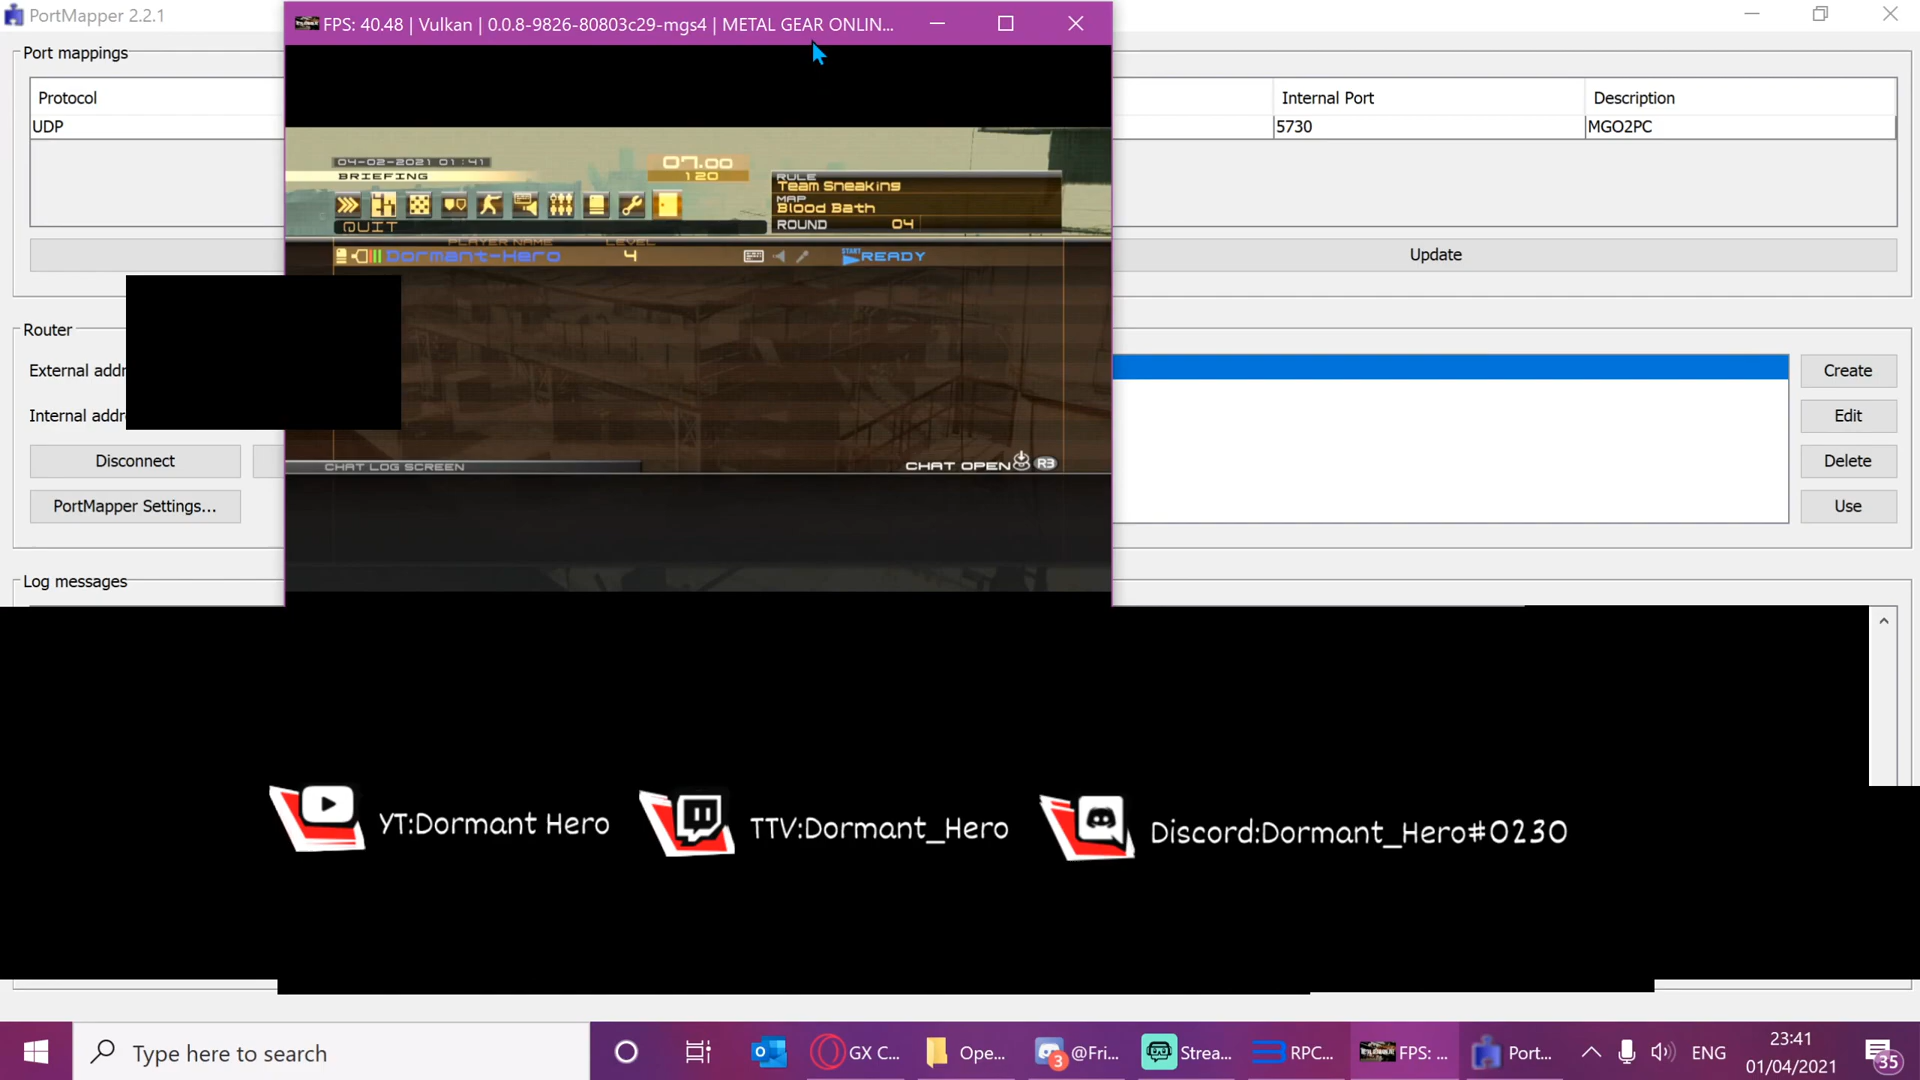 PortMapper 2.2.1
FPS: 40.48 | Vulkan | 0.0.8-9826-80803c29-mgs4 | METAL GEAR ONLIN...
Port mappings
Protocol
Internal Port
Description
UDP
5730
MGO2PC
Update
04-02-2021 01:41
BRIEFING
07.00
120
RULE
Team Sneaking
MAP
Blood Bath
ROUND 04
QUIT
PLAYER NAME LEVEL
Dormant-Hero 4 START READY
CHAT LOG SCREEN
CHAT OPEN R3
Router
External addr
Internal addr
Disconnect
PortMapper Settings...
Create
Edit
Delete
Use
Log messages
YT:Dormant Hero
TTV:Dormant_Hero
Discord:Dormant_Hero#0230
Type here to search
GX C...
Ope...
3
@Fri...
Strea...
RPC...
FPS: ...
Port...
ENG
23:41
01/04/2021
35